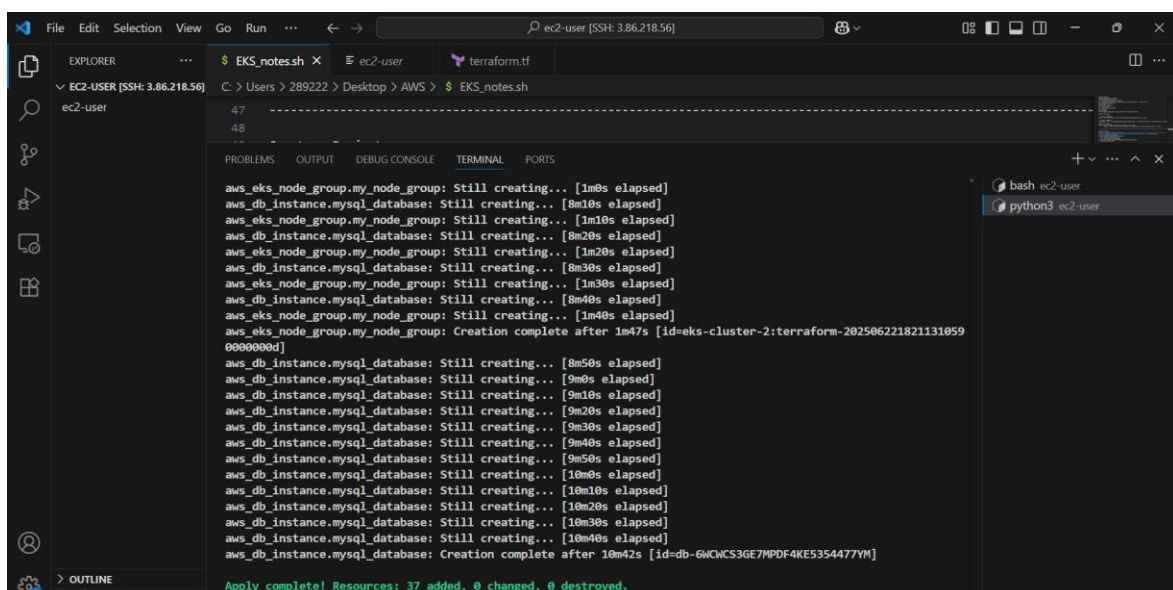 File Edit Selection View Go Run ··· ec2-user [SSH: 3.86.218.56]
EXPLORER ···
$ EKS_notes.sh ec2-user terraform.tf
EC2-USER [SSH: 3.86.218.56]
C: > Users > 289222 > Desktop > AWS > $ EKS_notes.sh
ec2-user
47 ----------------------------------------------------------------
48
PROBLEMS OUTPUT DEBUG CONSOLE TERMINAL PORTS
bash ec2-user
python3 ec2-user
aws_eks_node_group.my_node_group: Still creating... [1m0s elapsed]
aws_db_instance.mysql_database: Still creating... [8m10s elapsed]
aws_eks_node_group.my_node_group: Still creating... [1m10s elapsed]
aws_db_instance.mysql_database: Still creating... [8m20s elapsed]
aws_eks_node_group.my_node_group: Still creating... [1m20s elapsed]
aws_db_instance.mysql_database: Still creating... [8m30s elapsed]
aws_eks_node_group.my_node_group: Still creating... [1m30s elapsed]
aws_db_instance.mysql_database: Still creating... [8m40s elapsed]
aws_eks_node_group.my_node_group: Still creating... [1m40s elapsed]
aws_eks_node_group.my_node_group: Creation complete after 1m47s [id=eks-cluster-2:terraform-202506221821131059
0000000d]
aws_db_instance.mysql_database: Still creating... [8m50s elapsed]
aws_db_instance.mysql_database: Still creating... [9m0s elapsed]
aws_db_instance.mysql_database: Still creating... [9m10s elapsed]
aws_db_instance.mysql_database: Still creating... [9m20s elapsed]
aws_db_instance.mysql_database: Still creating... [9m30s elapsed]
aws_db_instance.mysql_database: Still creating... [9m40s elapsed]
aws_db_instance.mysql_database: Still creating... [9m50s elapsed]
aws_db_instance.mysql_database: Still creating... [10m0s elapsed]
aws_db_instance.mysql_database: Still creating... [10m10s elapsed]
aws_db_instance.mysql_database: Still creating... [10m20s elapsed]
aws_db_instance.mysql_database: Still creating... [10m30s elapsed]
aws_db_instance.mysql_database: Still creating... [10m40s elapsed]
aws_db_instance.mysql_database: Creation complete after 10m42s [id=db-6WCWCS3GE7MPDF4KE5354477YM]
Apply complete! Resources: 37 added, 0 changed, 0 destroyed.
OUTLINE